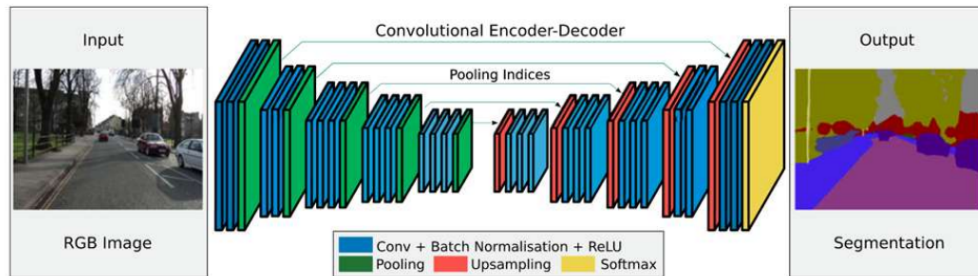 Input
RGB Image
Convolutional Encoder-Decoder
Pooling Indices
Conv + Batch Normalisation + ReLU
Pooling Upsampling Softmax
Output
Segmentation